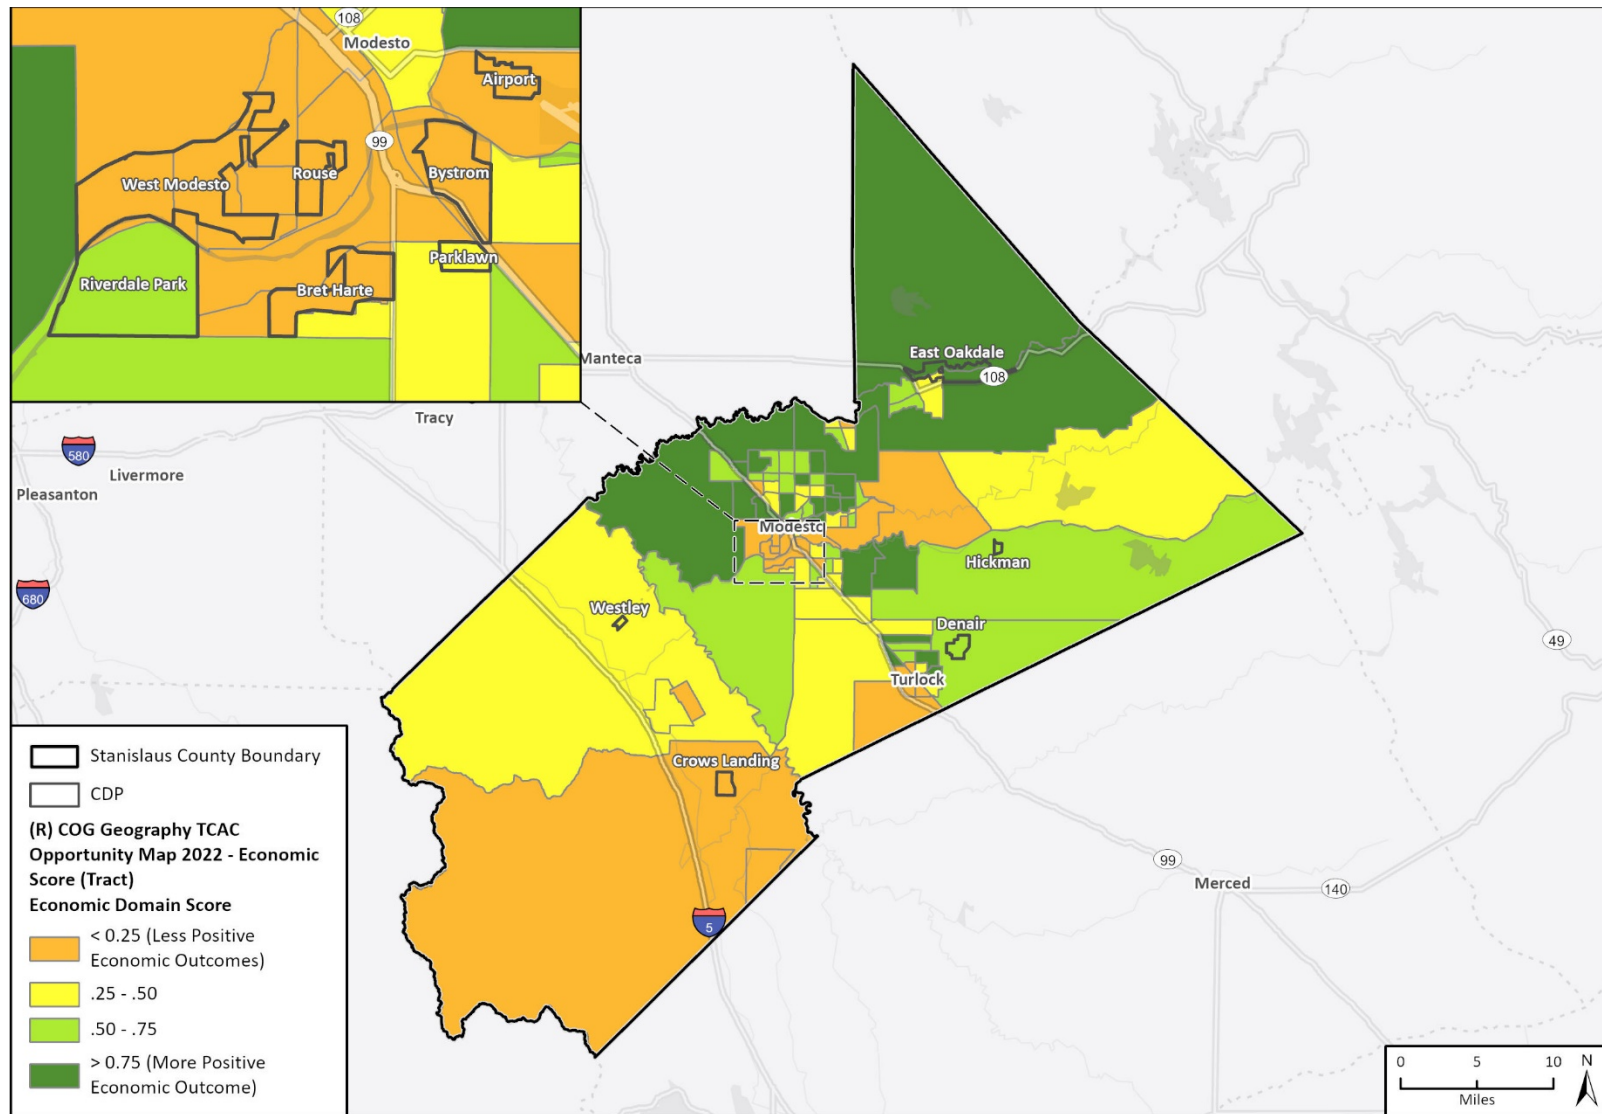 108
Modesto
Airport
99
West Modesto
Rouse
Bystrom
Parklawn
Riverdale Park
Bret Harte
Manteca
Tracy
580
Livermore
Pleasanton
680
East Oakdale
108
Modesto
Hickman
Westley
Denair
Turlock
49
Crows Landing
99
Merced
140
5
Stanislaus County Boundary
CDP
(R) COG Geography TCAC
Opportunity Map 2022 - Economic
Score (Tract)
Economic Domain Score
< 0.25 (Less Positive
Economic Outcomes)
.25 - .50
.50 - .75
> 0.75 (More Positive
Economic Outcome)
0 5 10
Miles
N